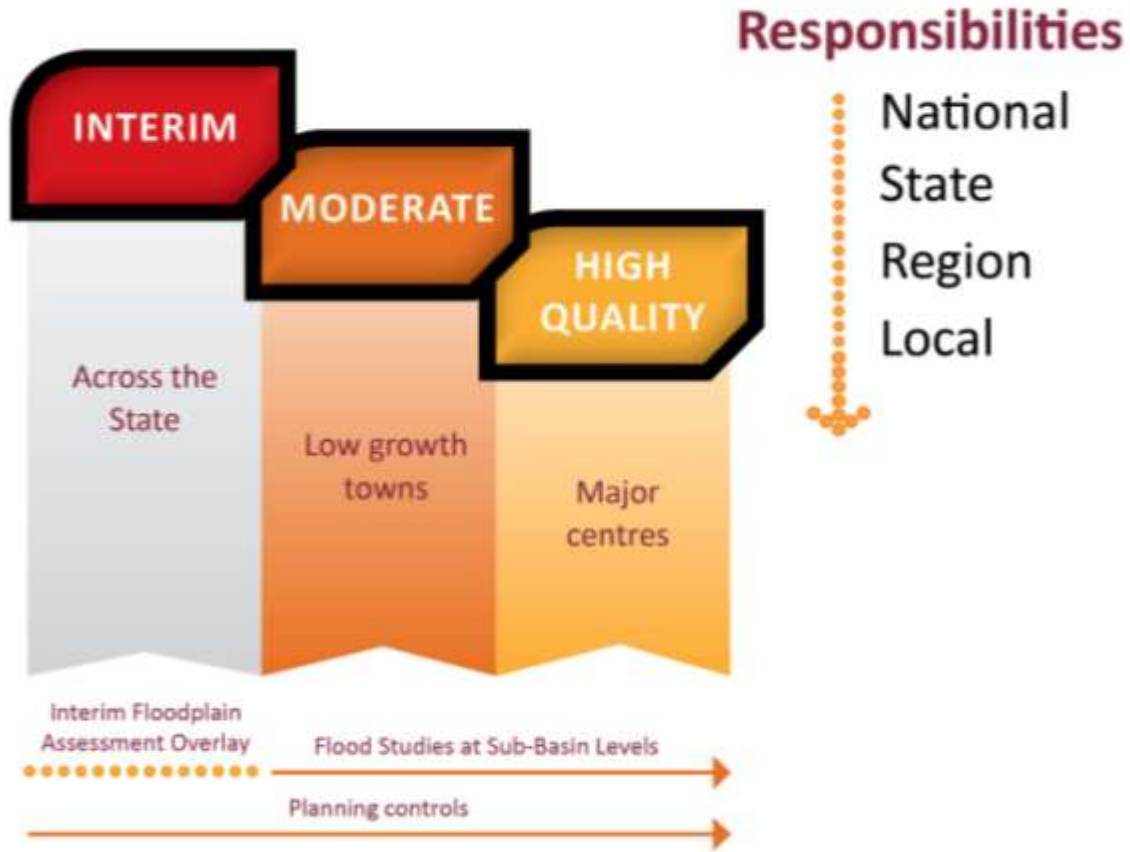 Responsibilities
National
State
Region
Local
INTERIM
MODERATE
HIGH
QUALITY
Across the
State
Low growth
towns
Major
centres
Interim Floodplain
Assessment Overlay
Flood Studies at Sub-Basin Levels
Planning controls